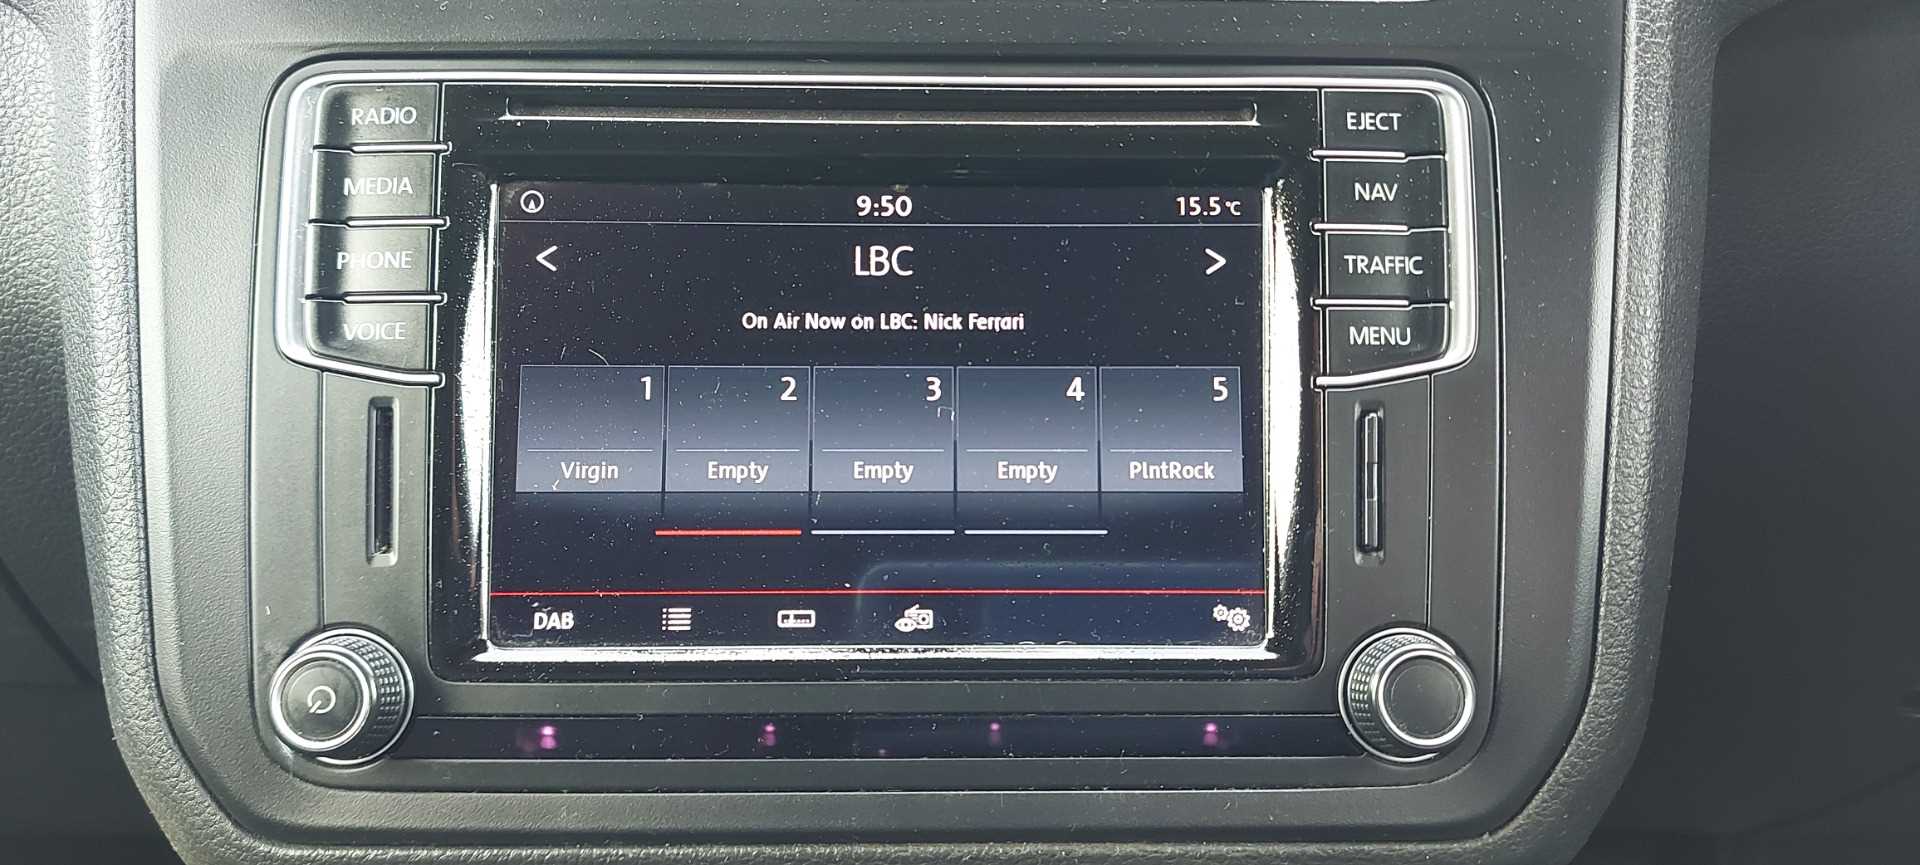 RADIO
MEDIA
PHONE
VOICE
EJECT
NAV
TRAFFIC
MENU
9:50
15.5°C
< LBC >
On Air Now on LBC: Nick Ferrari
1 2 3 4 5
Virgin Empty Empty Empty PlntRock
DAB